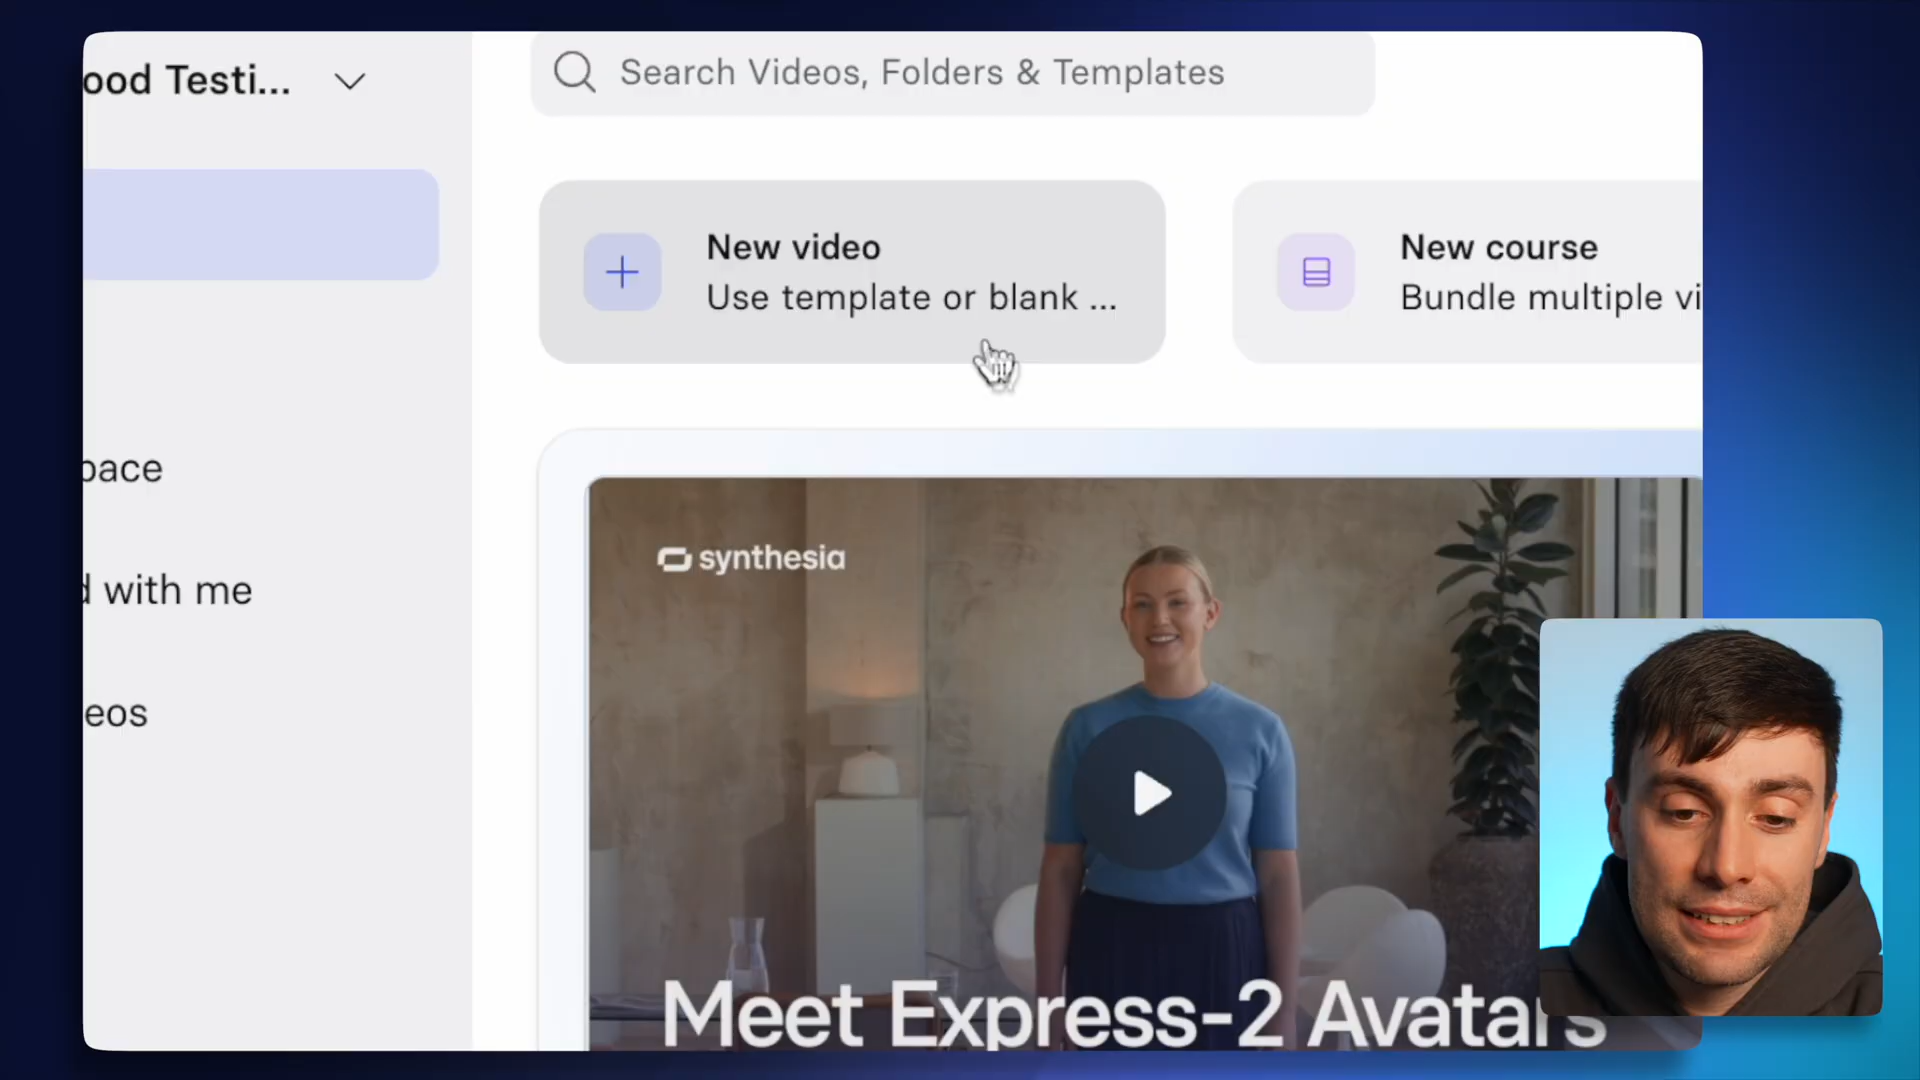 ood Testi...
Search Videos, Folders & Templates
New video
Use template or blank ...
New course
Bundle multiple vi
pace
d with me
eos
synthesia
Meet Express-2 Avatars